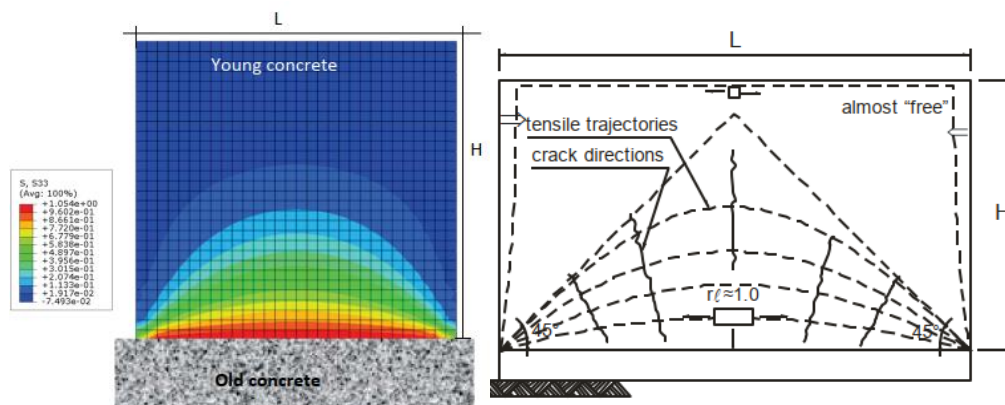 L
Young concrete
H
S, S33
(Avg: 100%)
+1.054e+00
+9.602e-01
+8.661e-01
+7.720e-01
+6.779e-01
+5.838e-01
+4.897e-01
+3.956e-01
+3.015e-01
+2.074e-01
+1.133e-01
+1.917e-02
-7.493e-02
Old concrete
L
almost "free"
tensile trajectories
crack directions
H
rℓ≈1.0
45°
45°